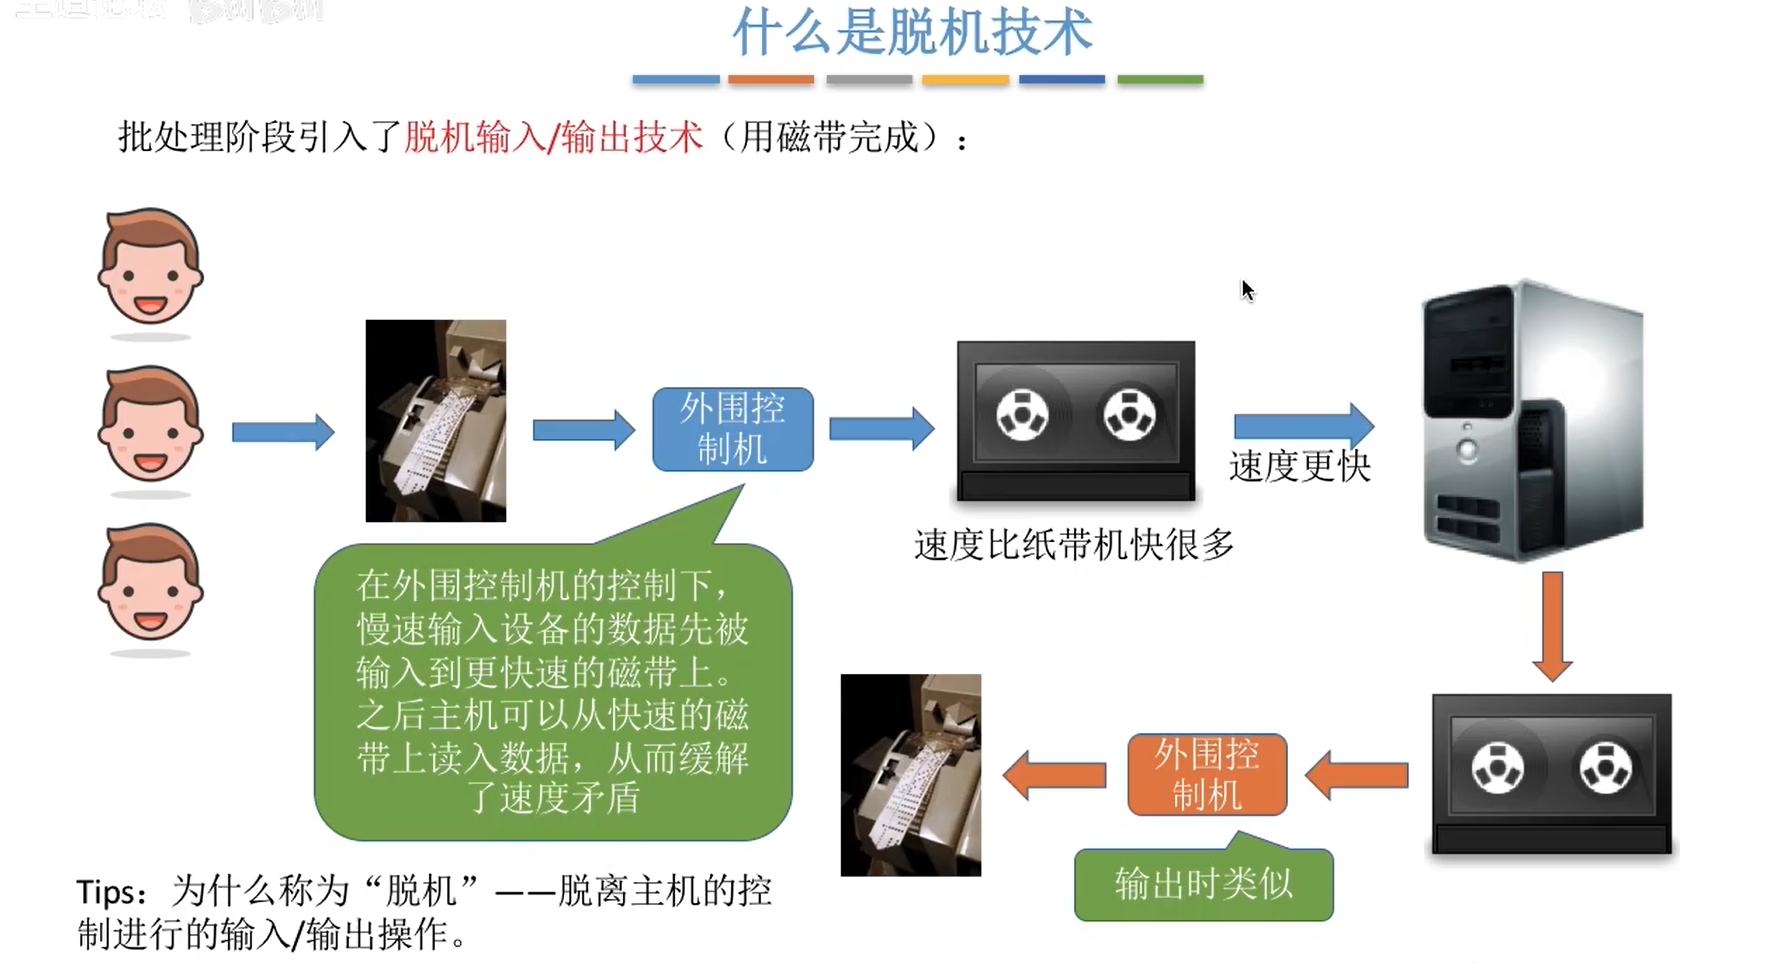 什么是脱机技术
批处理阶段引入了脱机输入/输出技术（用磁带完成）：
外围控
制机
速度更快
速度比纸带机快很多
在外围控制机的控制下，
慢速输入设备的数据先被
输入到更快速的磁带上。
之后主机可以从快速的磁
带上读入数据，从而缓解
了速度矛盾
外围控
制机
输出时类似
Tips：为什么称为“脱机”——脱离主机的控
制进行的输入/输出操作。